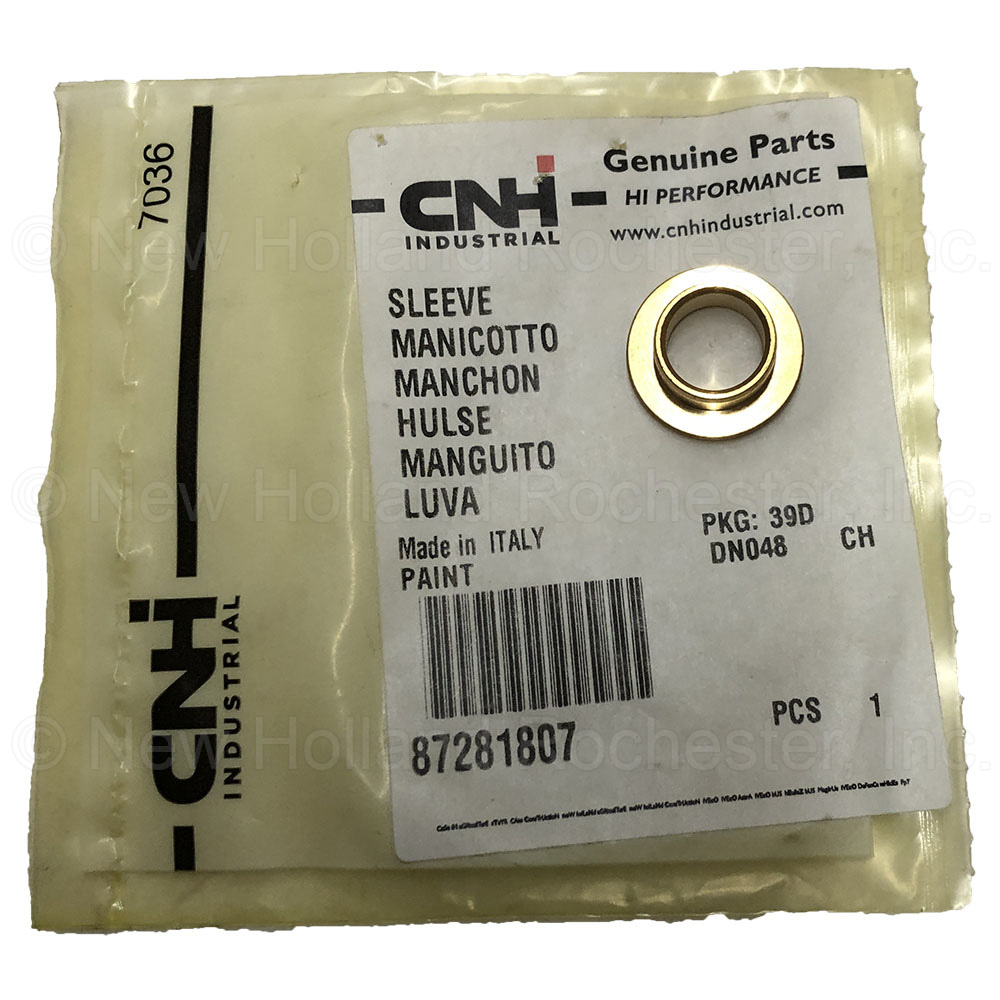 7036
CNH
INDUSTRIAL
CNH
INDUSTRIAL
Genuine Parts
HI PERFORMANCE
www.cnhindustrial.com
SLEEVE
MANICOTTO
MANCHON
HULSE
MANGUITO
LUVA
Made in ITALY
PAINT
PKG: 39D
DN048 CH
87281807
PCS 1
© New Holland Rochester, Inc.
© New Holland Rochester, Inc.
© New Holland Rochester, Inc.